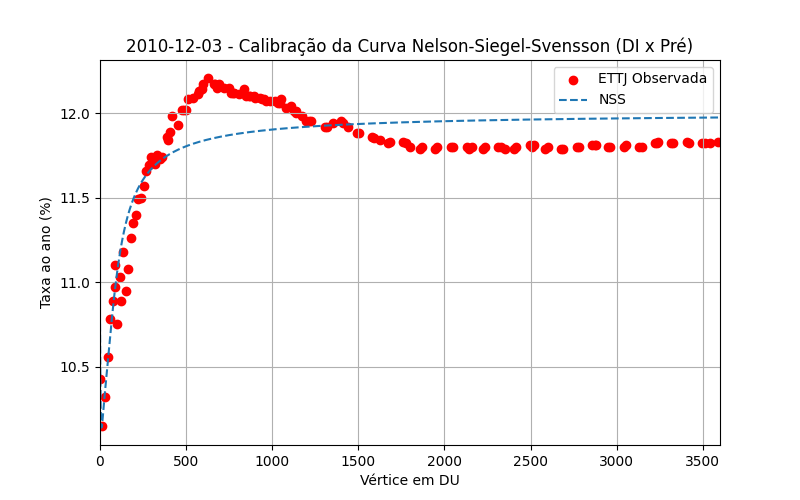 2010-12-03 - Calibração da Curva Nelson-Siegel-Svensson (DI x Pré)
ETTJ Observada
NSS
Taxa ao ano (%)
12.0
11.5
11.0
10.5
0 500 1000 1500 2000 2500 3000 3500
Vértice em DU